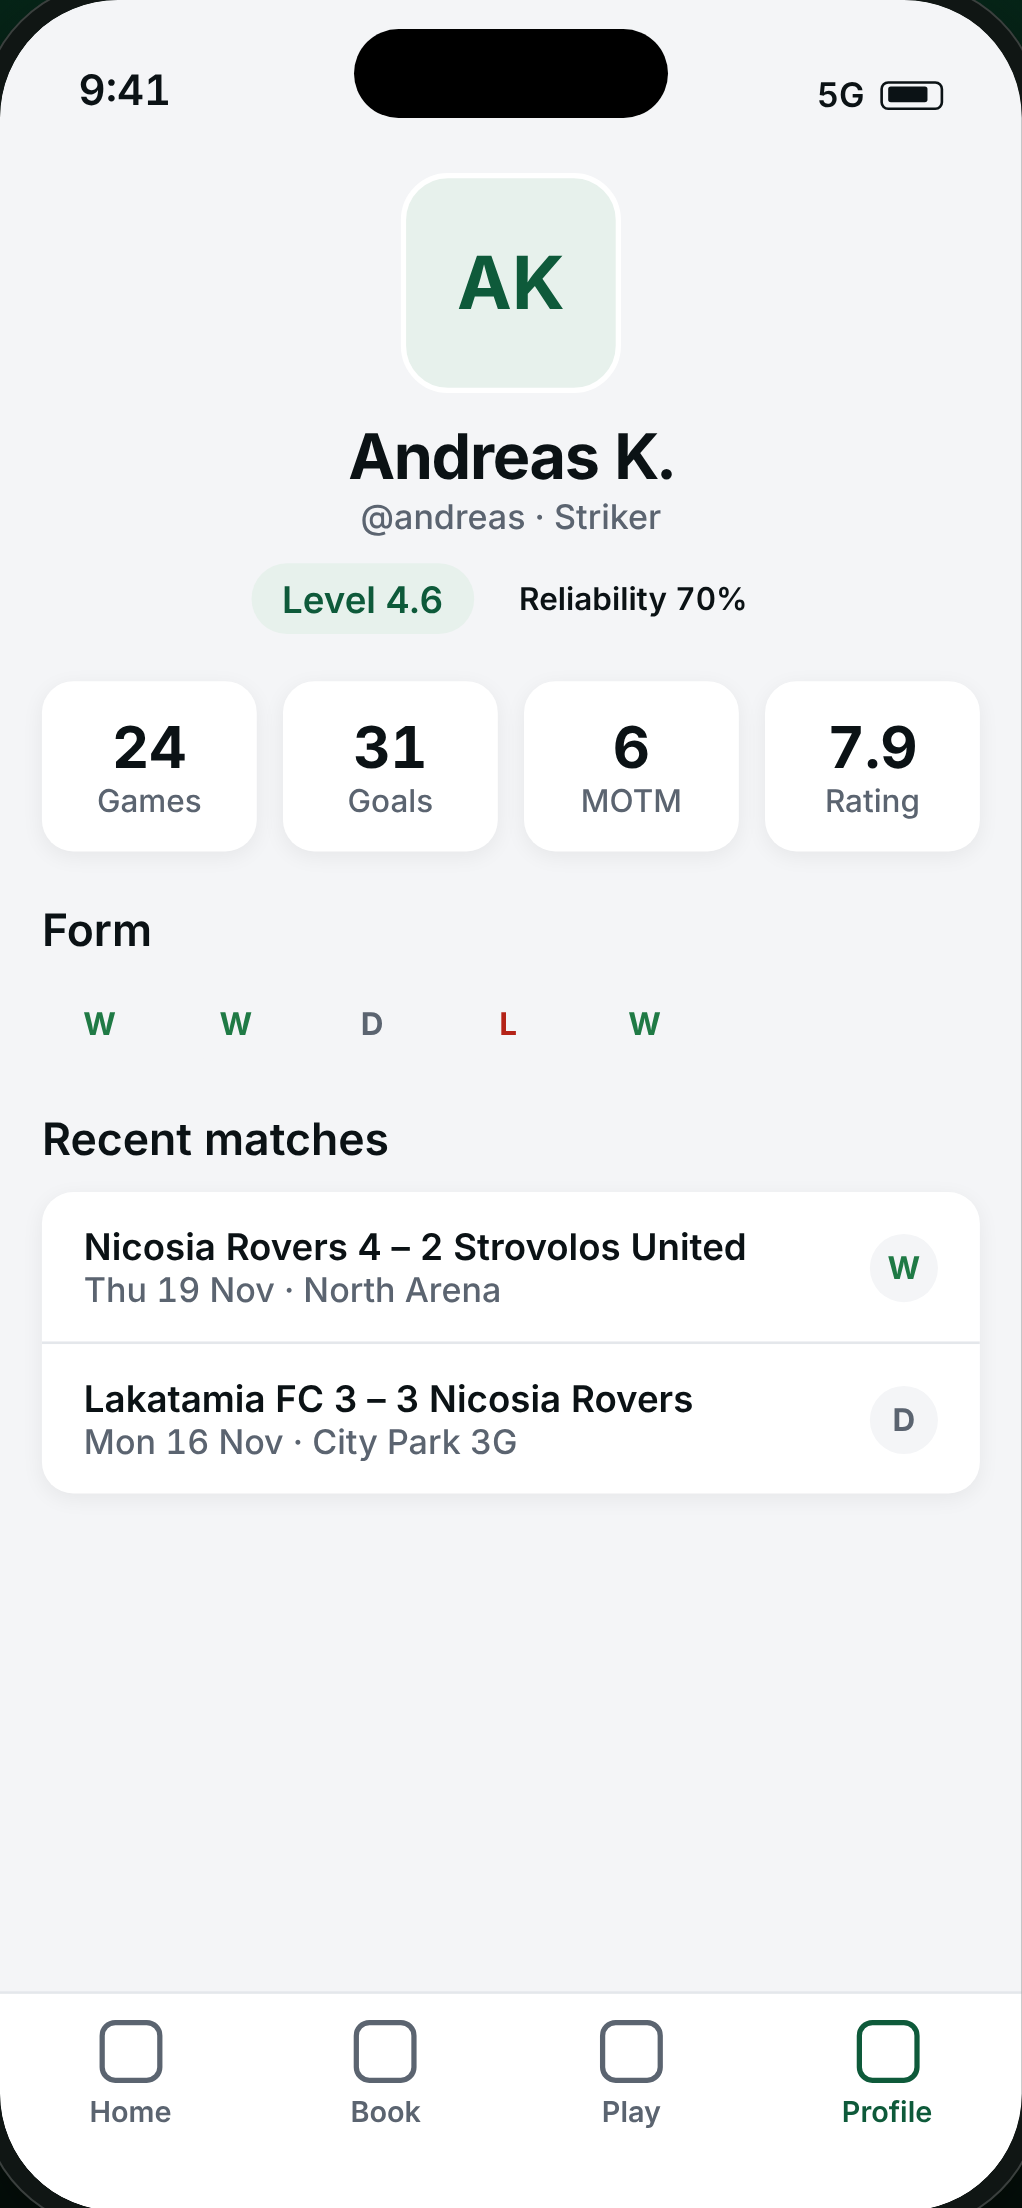 9:41
5G
AK
Andreas K.
@andreas · Striker
Level 4.6
Reliability 70%
24
Games
31
Goals
6
MOTM
7.9
Rating
Form
W W D L W
Recent matches
Nicosia Rovers 4 – 2 Strovolos United
Thu 19 Nov · North Arena
W
Lakatamia FC 3 – 3 Nicosia Rovers
Mon 16 Nov · City Park 3G
D
Home
Book
Play
Profile